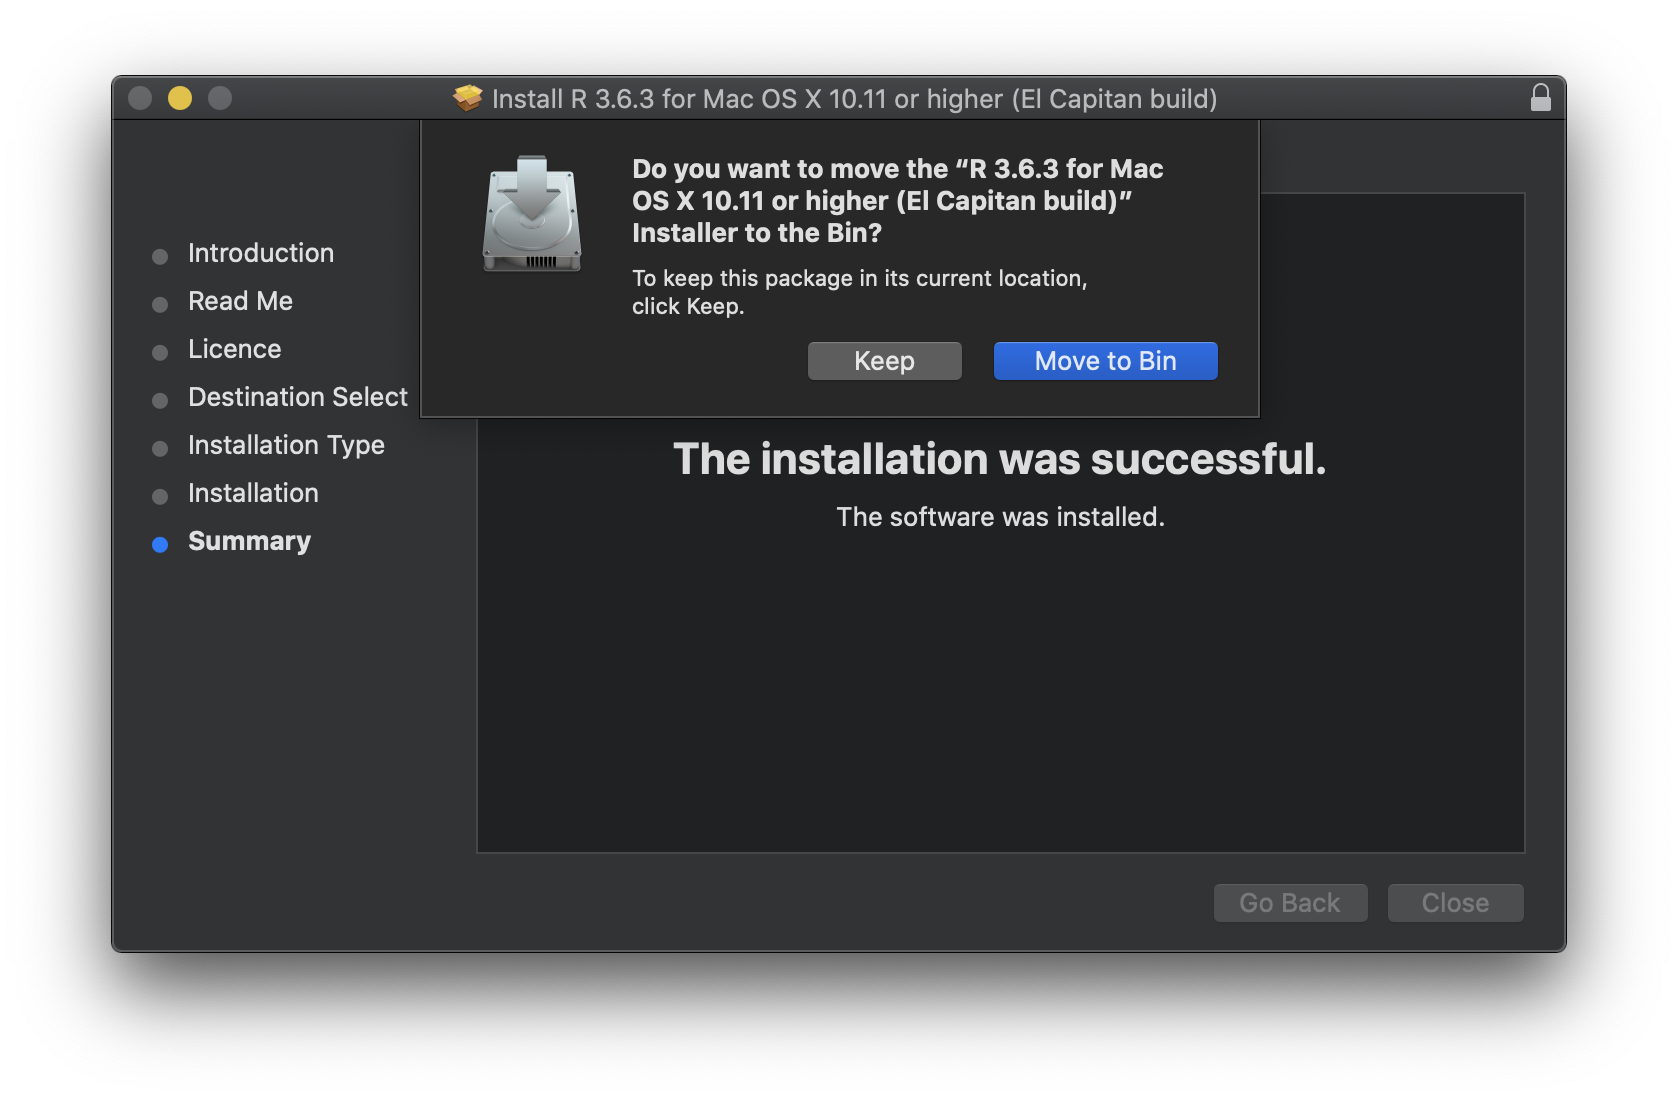 Install R 3.6.3 for Mac OS X 10.11 or higher (El Capitan build)
Do you want to move the “R 3.6.3 for Mac
OS X 10.11 or higher (El Capitan build)”
Installer to the Bin?
To keep this package in its current location,
click Keep.
Keep
Move to Bin
Introduction
Read Me
Licence
Destination Select
Installation Type
Installation
Summary
The installation was successful.
The software was installed.
Go Back
Close